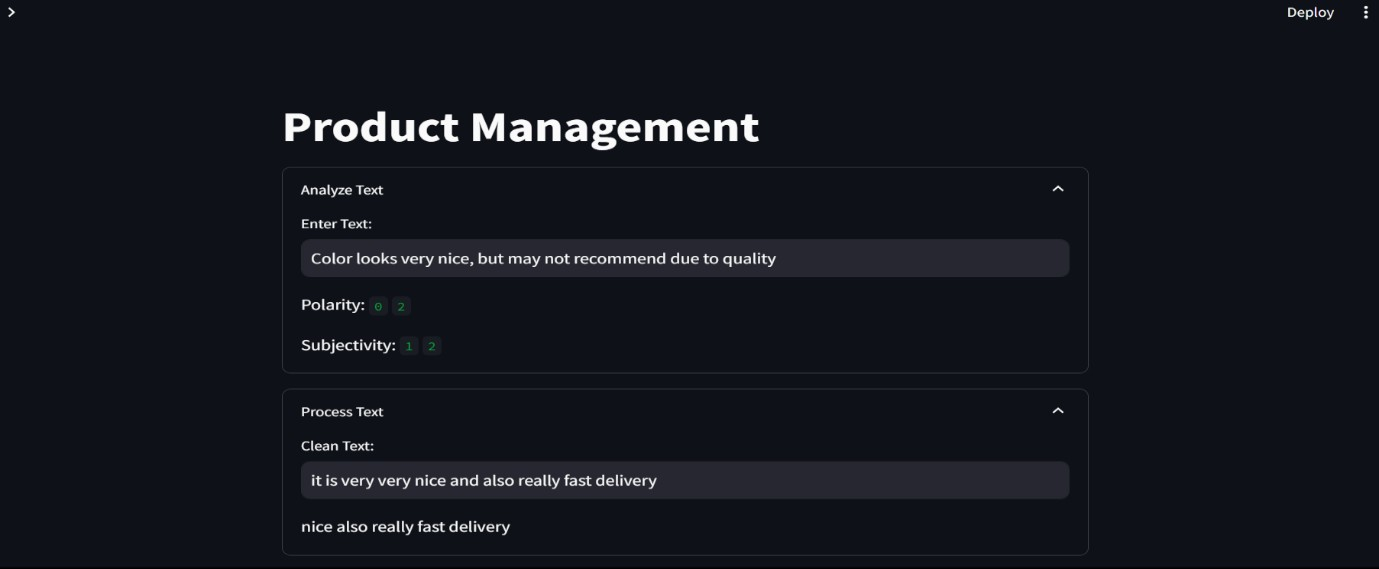 Deploy
Product Management
Analyze Text
Enter Text:
Color looks very nice, but may not recommend due to quality
Polarity: 0 2
Subjectivity: 1 2
Process Text
Clean Text:
it is very very nice and also really fast delivery
nice also really fast delivery